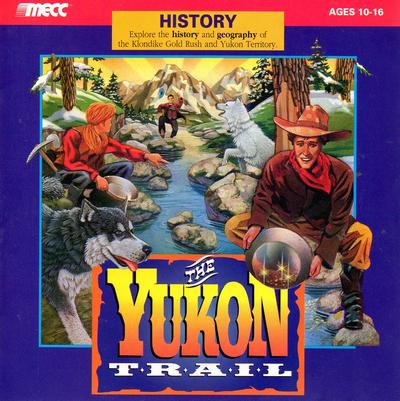 mecc
HISTORY
AGES 10-16
Explore the history and geography of
the Klondike Gold Rush and Yukon Territory.
THE
YUKON
T·R·A·I·L